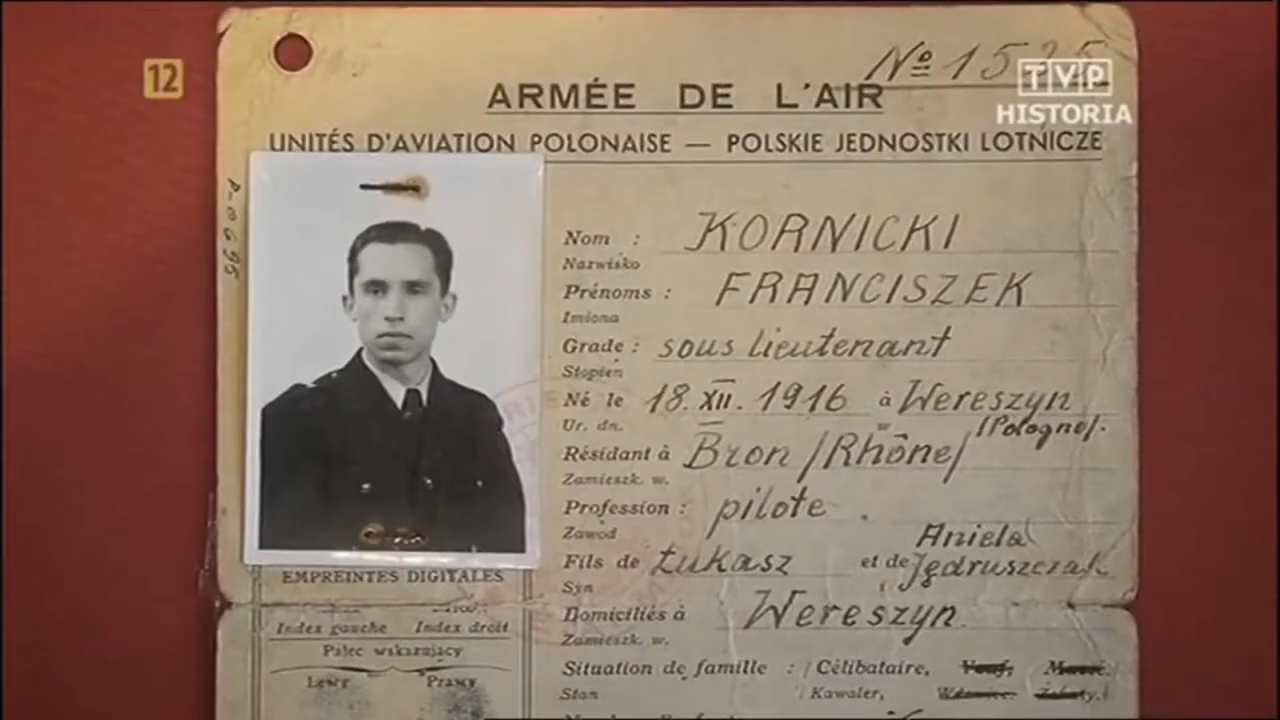 12
TVP
HISTORIA
Nº 1525
ARMÉE DE L'AIR
UNITÉS D'AVIATION POLONAISE — POLSKIE JEDNOSTKI LOTNICZE
P-0695
Nom : KORNICKI
Nazwisko
Prénoms : FRANCISZEK
Imiona
Grade : sous lieutenant
Stopień
Né le 18. XII. 1916 à Wereszyn
Ur. dn. w /Pologne/.
Résidant à Bron /Rhône/
Zamieszk. w.
Profession : pilote .
Zawód
Aniela
Fils de Łukasz et de Jędruszczak
Syn i
Domiciliés à Wereszyn.
Zamieszk. w.
Situation de famille : Célibataire, Veuf, Marié.
Stan Kawaler, Wdowiec, Żonaty.
EMPREINTES DIGITALES
Index gauche Index droit
Palec wskazujący
Lewy Prawy